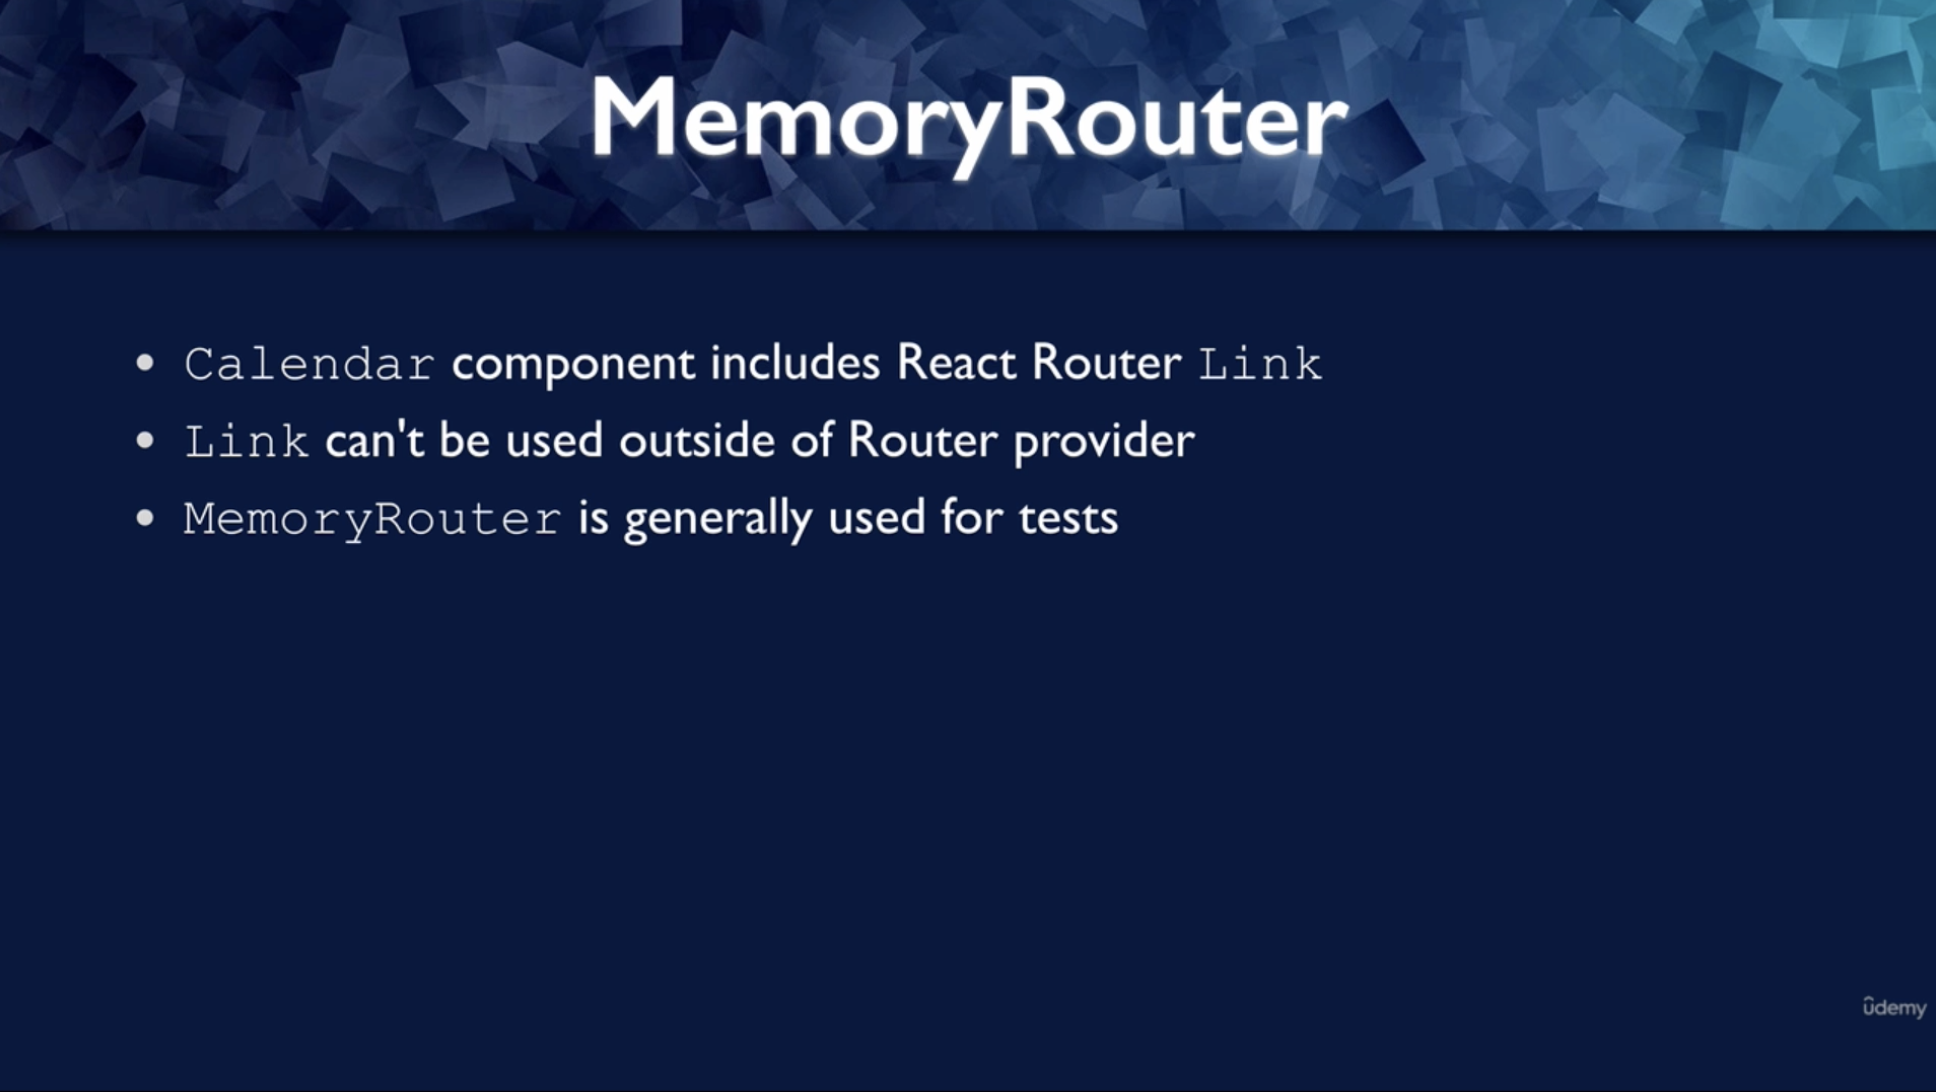 MemoryRouter
• Calendar component includes React Router Link
• Link can't be used outside of Router provider
• MemoryRouter is generally used for tests
ûdemy